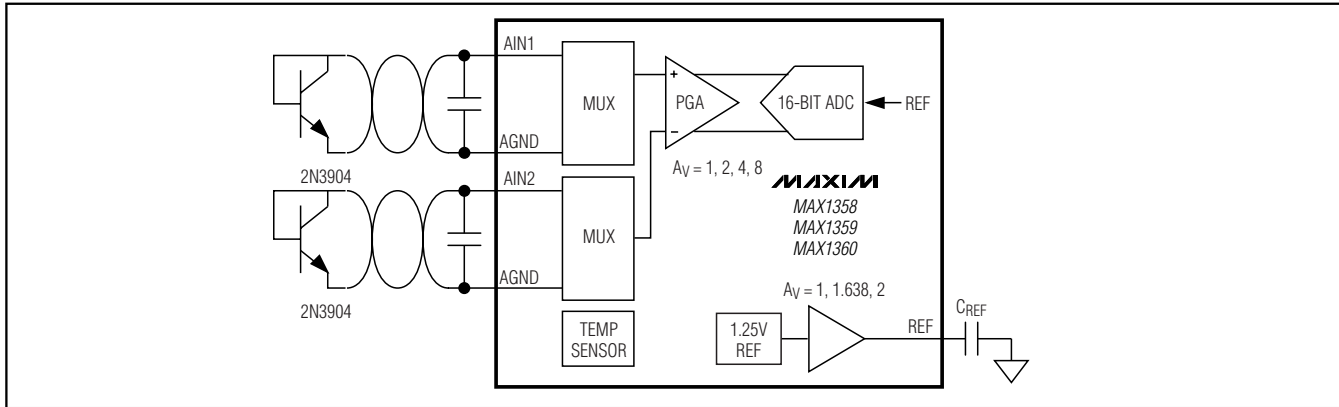 AIN1
MUX
PGA
+
−
16-BIT ADC
REF
AGND
2N3904
AV = 1, 2, 4, 8
AIN2
MAXIM
MAX1358
MAX1359
MAX1360
MUX
AGND
2N3904
AV = 1, 1.638, 2
TEMP
SENSOR
1.25V
REF
REF
CREF